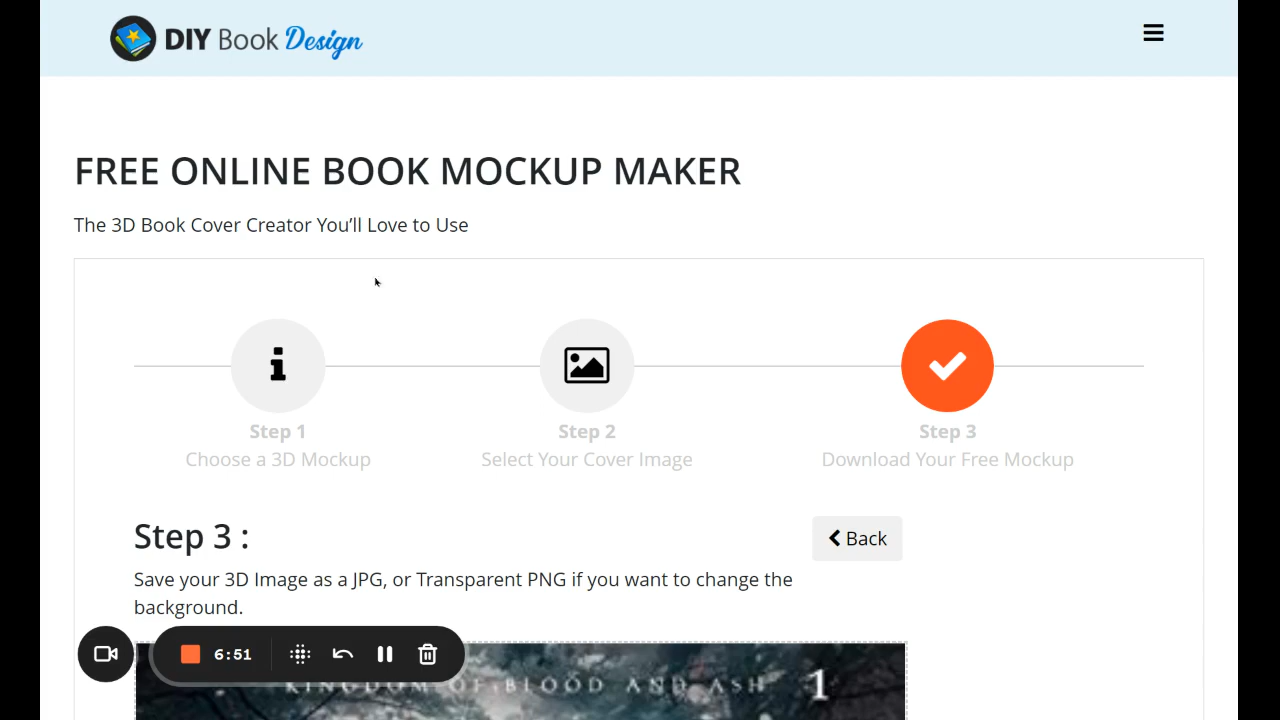 DIY Book Design
FREE ONLINE BOOK MOCKUP MAKER
The 3D Book Cover Creator You’ll Love to Use
Step 1
Step 2
Step 3
Choose a 3D Mockup
Select Your Cover Image
Download Your Free Mockup
Step 3 :
Back
Save your 3D Image as a JPG, or Transparent PNG if you want to change the
background.
6:51
KINGDOM OF BLOOD AND ASH 1